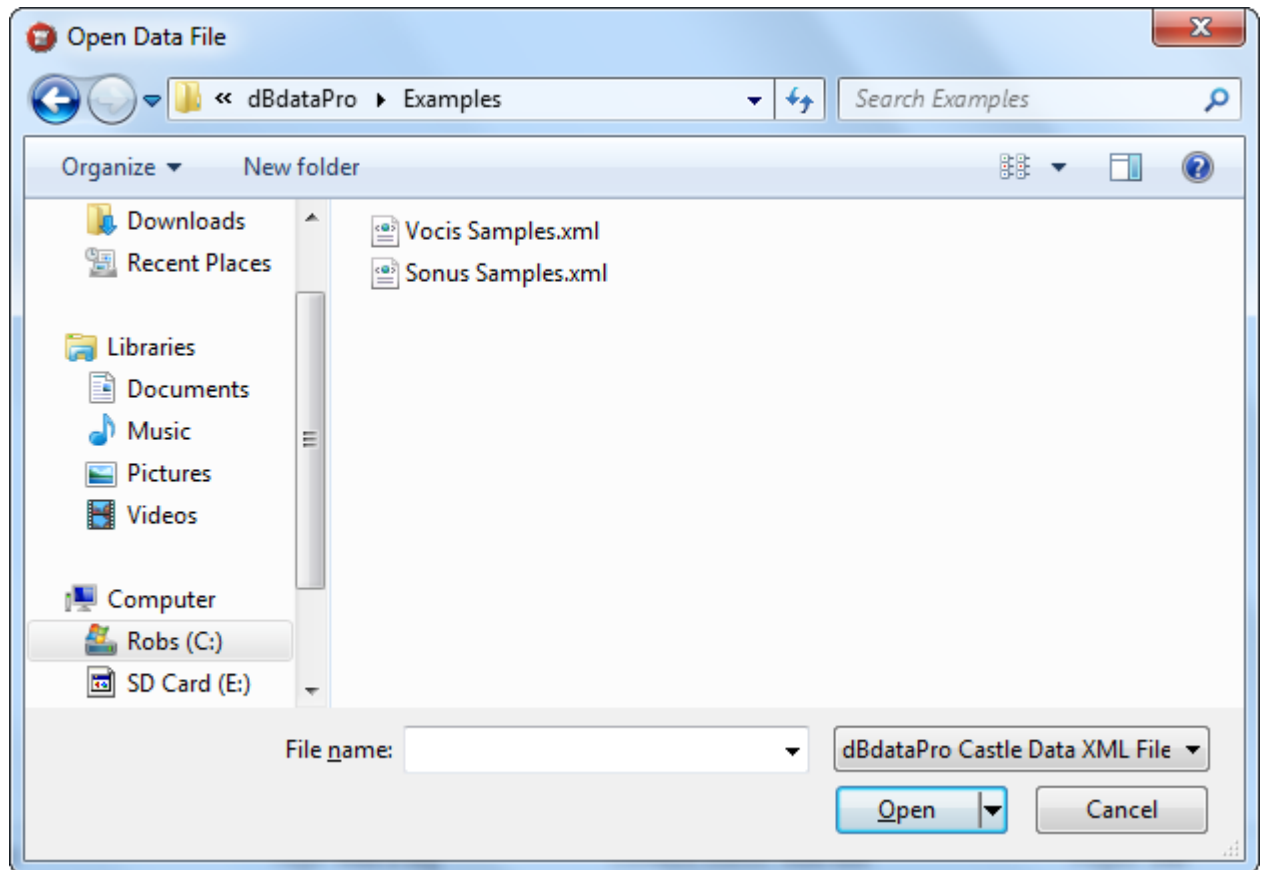 Open Data File
« dBdataPro ▸ Examples
Search Examples
Organize
New folder
Downloads
Recent Places
Libraries
Documents
Music
Pictures
Videos
Computer
Robs (C:)
SD Card (E:)
Vocis Samples.xml
Sonus Samples.xml
File name:
dBdataPro Castle Data XML File
Open
Cancel